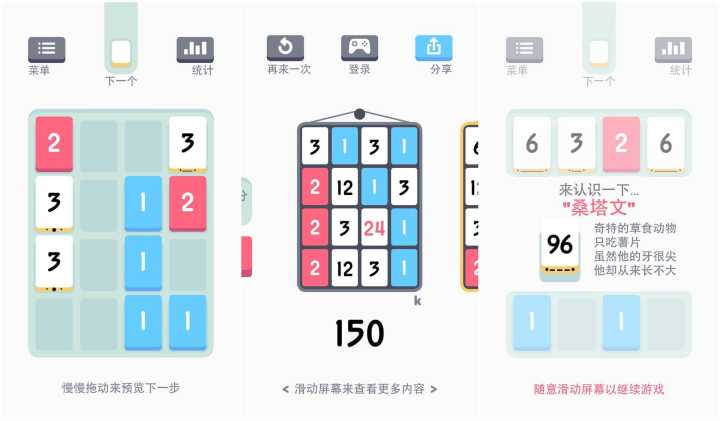 菜单
下一个
统计
2 3
3 1 2
3 1
1 1
慢慢拖动来预览下一步
再来一次
登录
分享
3 1 3 1
2 12 1 3
2 3 24 1
2 12 3 1
k
150
< 滑动屏幕来查看更多内容 >
菜单
下一个
统计
6 3 2 6
来认识一下...
"桑塔文"
96
奇特的草食动物
只吃薯片
虽然他的牙很尖
他却从来长不大
1 1
随意滑动屏幕以继续游戏